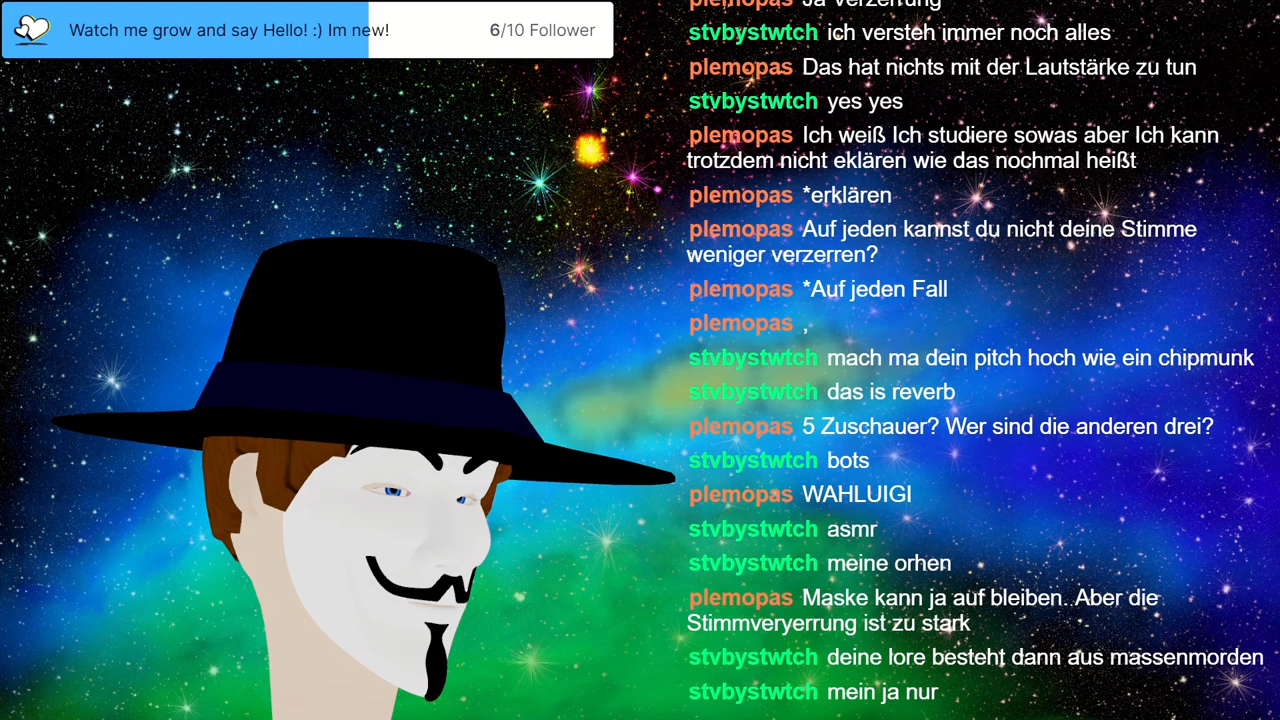 Watch me grow and say Hello! :) Im new!
6/10 Follower
plemopas Ja Verzerrung
stvbystwtch ich versteh immer noch alles
plemopas Das hat nichts mit der Lautstärke zu tun
stvbystwtch yes yes
plemopas Ich weiß Ich studiere sowas aber Ich kann
trotzdem nicht eklären wie das nochmal heißt
plemopas *erklären
plemopas Auf jeden kannst du nicht deine Stimme
weniger verzerren?
plemopas *Auf jeden Fall
plemopas ,
stvbystwtch mach ma dein pitch hoch wie ein chipmunk
stvbystwtch das is reverb
plemopas 5 Zuschauer? Wer sind die anderen drei?
stvbystwtch bots
plemopas WAHLUIGI
stvbystwtch asmr
stvbystwtch meine orhen
plemopas Maske kann ja auf bleiben..Aber die
Stimmveryerrung ist zu stark
stvbystwtch deine lore besteht dann aus massenmorden
stvbystwtch mein ja nur